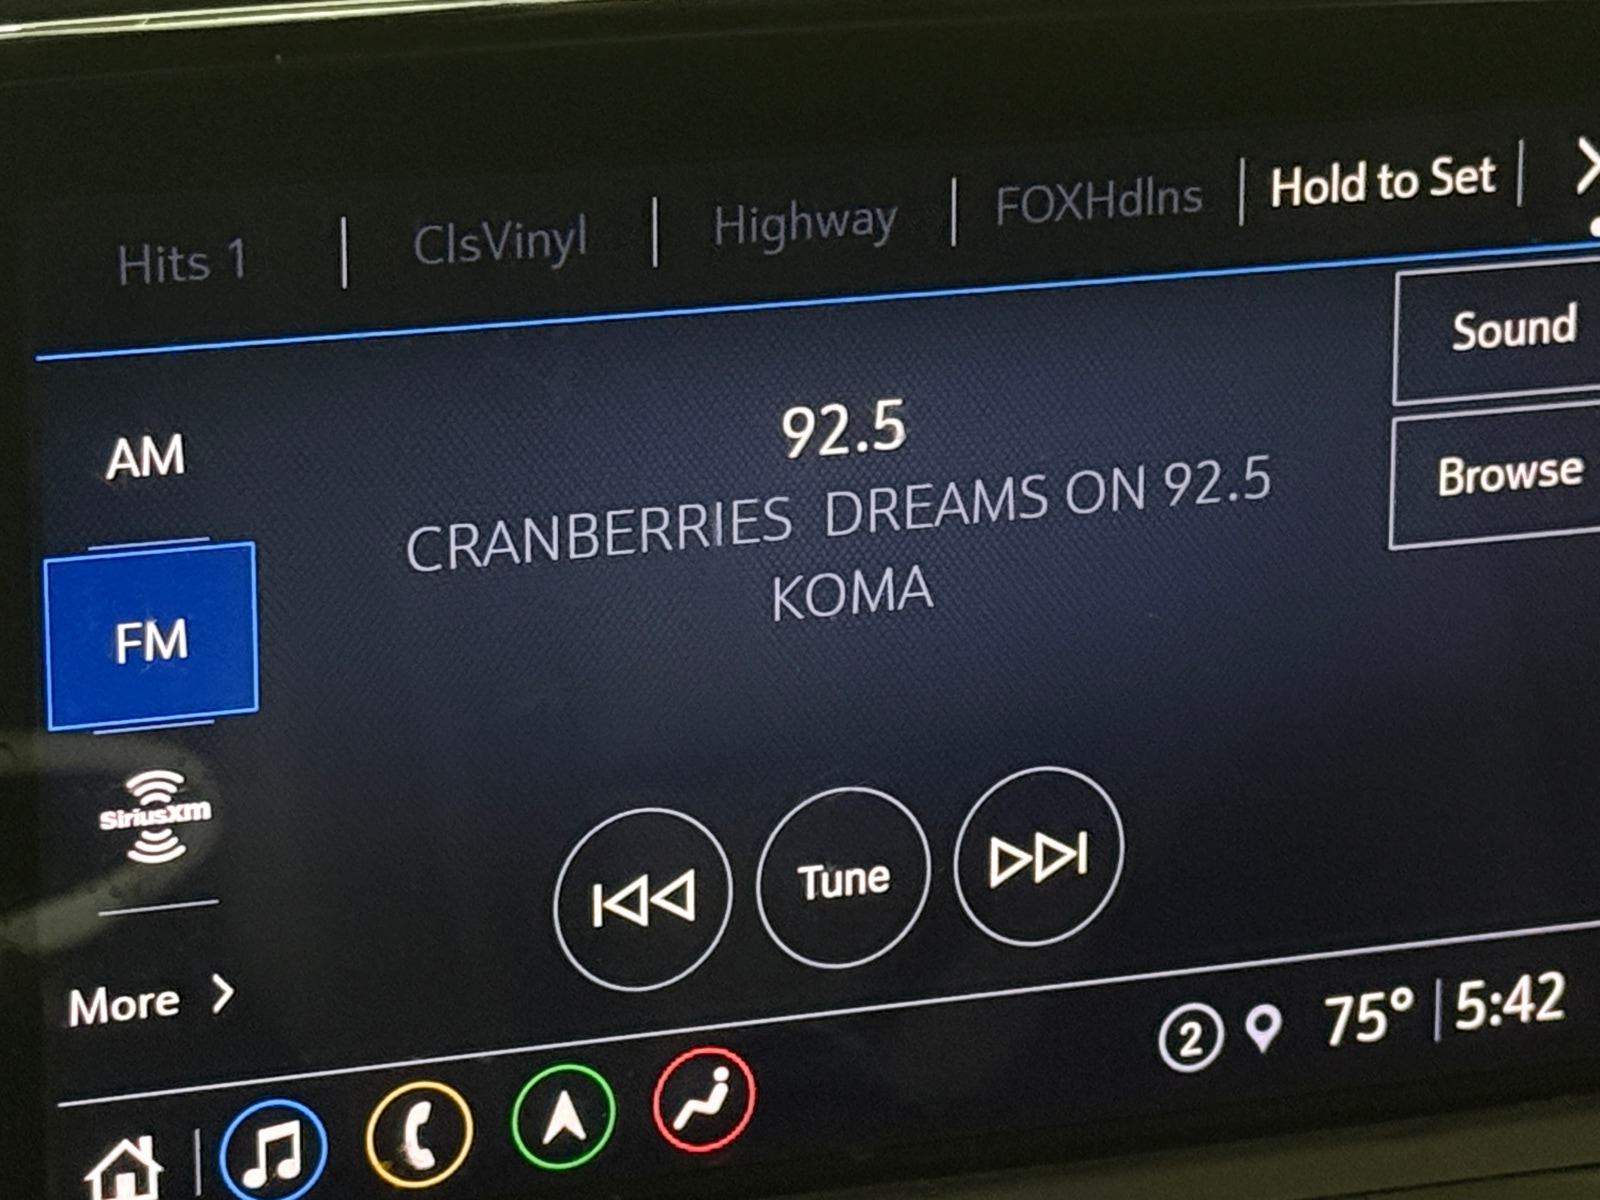 Hits 1 | ClsVinyl | Highway | FOXHdlns | Hold to Set |
Sound
92.5
AM
CRANBERRIES  DREAMS ON 92.5
Browse
KOMA
FM
SiriusXm
Tune
More
2 75° | 5:42